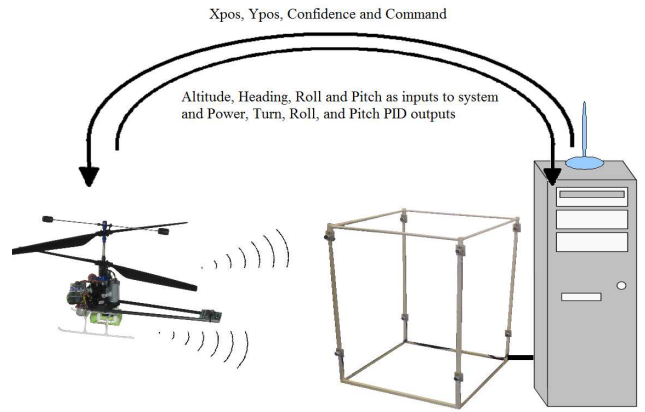 Xpos, Ypos, Confidence and Command
Altitude, Heading, Roll and Pitch as inputs to system
and Power, Turn, Roll, and Pitch PID outputs